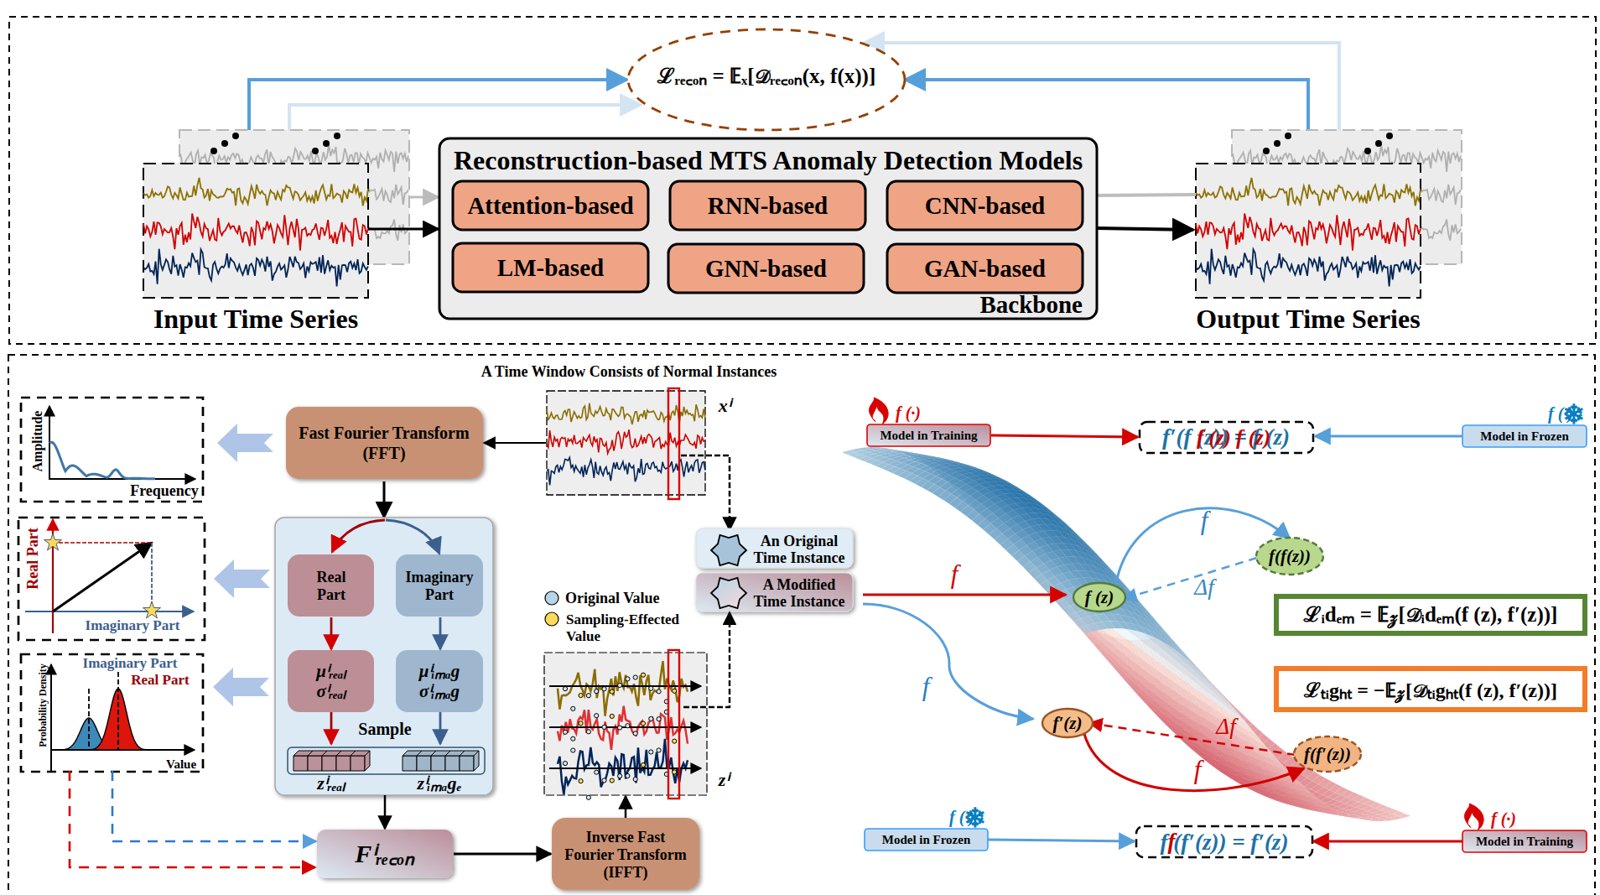 ℒrecon = 𝔼x[𝒟recon(x, f(x))]
Reconstruction-based MTS Anomaly Detection Models
Attention-based
RNN-based
CNN-based
LM-based
GNN-based
GAN-based
Backbone
Input Time Series
Output Time Series
A Time Window Consists of Normal Instances
Amplitude
Frequency
Fast Fourier Transform
(FFT)
xⁱ
f (·)
Model in Training
f (
Model in Frozen
Real Part
Imaginary Part
Real
Part
Imaginary
Part
An Original
Time Instance
A Modified
Time Instance
Original Value
Sampling-Effected
Value
f
f
Δf
f (z)
f(f(z))
ℒidem = 𝔼z[𝒟idem(f (z), f′(z))]
Imaginary Part
Real Part
Probability Density
Value
μⁱreal
σⁱreal
μⁱimag
σⁱimag
Sample
zⁱreal
zⁱimage
zⁱ
f
f′(z)
Δf
f
f(f′(z))
ℒtight = −𝔼z[𝒟tight(f (z), f′(z))]
Fⁱrecon
Inverse Fast
Fourier Transform
(IFFT)
f (
Model in Frozen
(f′(z)) = f′(z)
f (·)
Model in Training